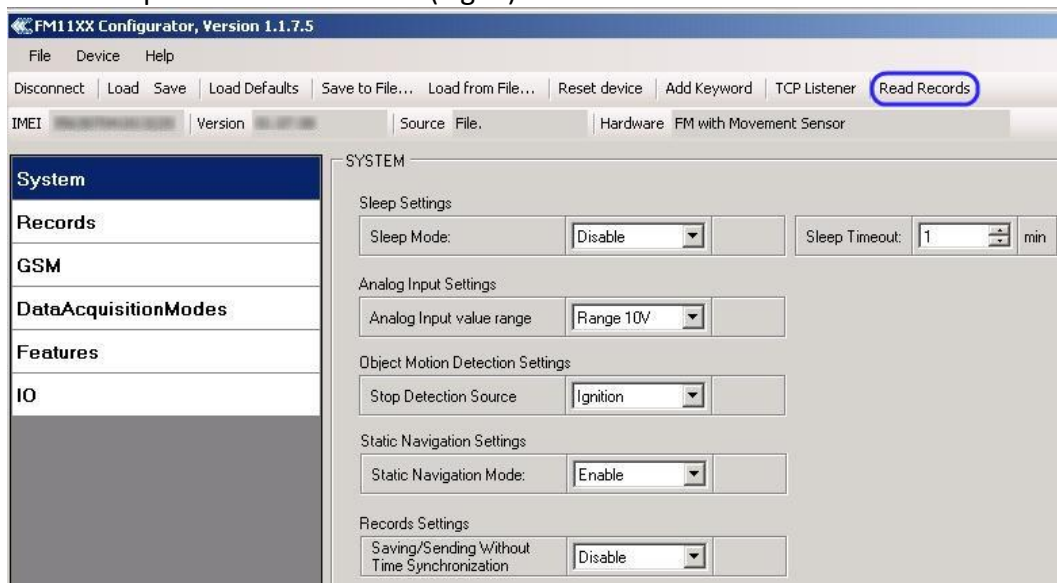 FM11XX Configurator, Version 1.1.7.5
File Device Help
Disconnect Load Save Load Defaults Save to File... Load from File... Reset device Add Keyword TCP Listener Read Records
IMEI Version Source File. Hardware FM with Movement Sensor
System
Records
GSM
DataAcquisitionModes
Features
IO
SYSTEM
Sleep Settings
Sleep Mode: Disable Sleep Timeout: 1 min
Analog Input Settings
Analog Input value range Range 10V
Object Motion Detection Settings
Stop Detection Source Ignition
Static Navigation Settings
Static Navigation Mode: Enable
Records Settings
Saving/Sending Without
Time Synchronization Disable